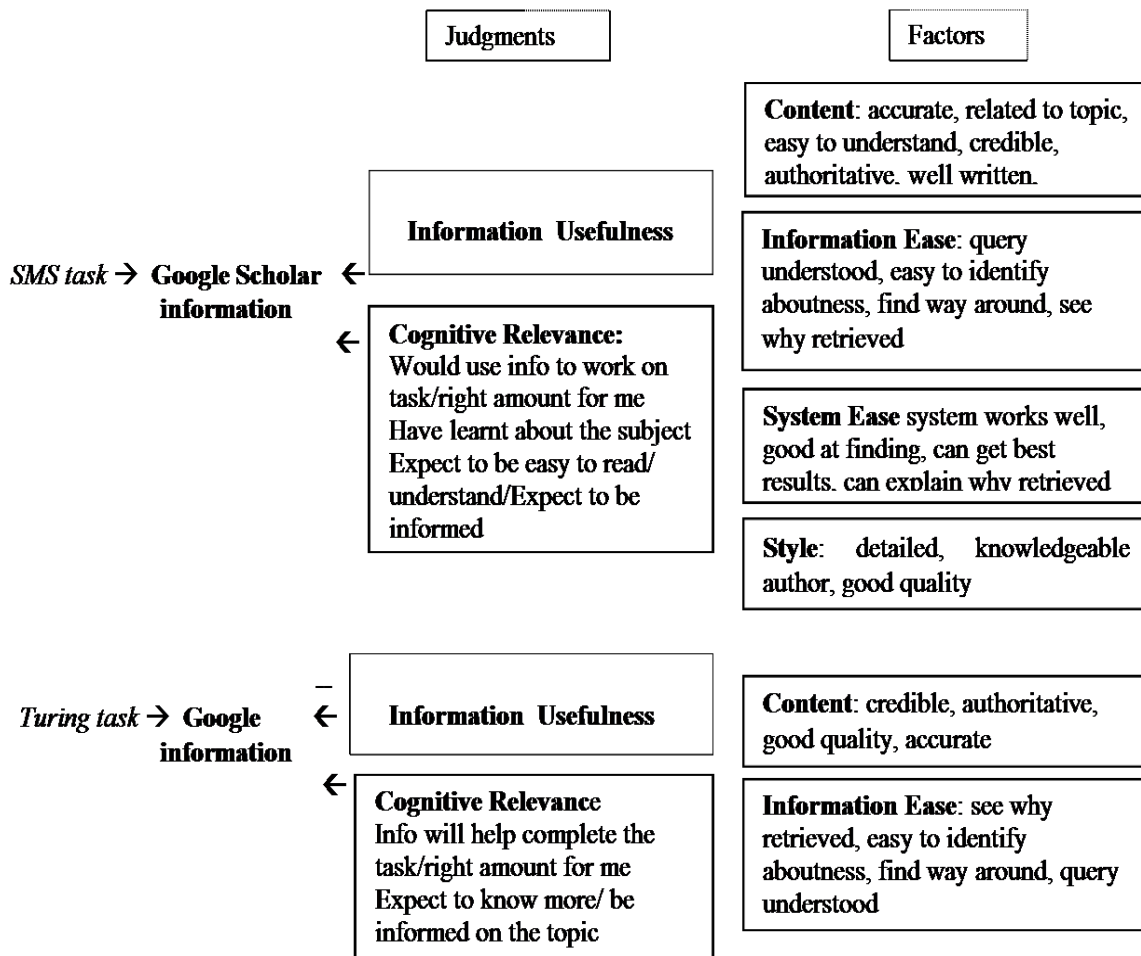 Judgments
Factors
Content: accurate, related to topic,
easy to understand, credible,
authoritative. well written.
Information Usefulness
Information Ease: query
understood, easy to identify
aboutness, find way around, see
why retrieved
SMS task → Google Scholar ←
information
←
Cognitive Relevance:
Would use info to work on
task/right amount for me
Have learnt about the subject
Expect to be easy to read/
understand/Expect to be
informed
System Ease system works well,
good at finding, can get best
results. can explain why retrieved
Style: detailed, knowledgeable
author, good quality
Turing task → Google ←
information
–
←
Information Usefulness
Content: credible, authoritative,
good quality, accurate
Cognitive Relevance
Info will help complete the
task/right amount for me
Expect to know more/ be
informed on the topic
Information Ease: see why
retrieved, easy to identify
aboutness, find way around, query
understood